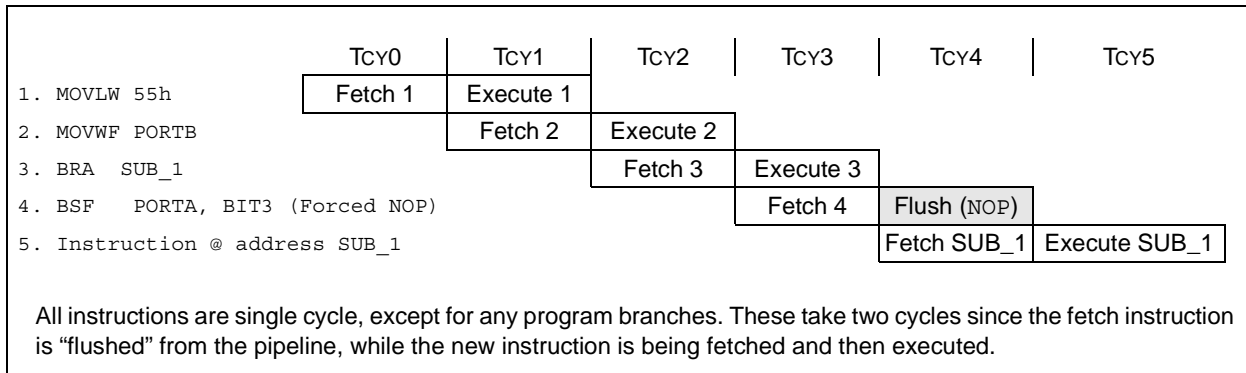 TCY0 TCY1 TCY2 TCY3 TCY4 TCY5
1. MOVLW 55h Fetch 1 Execute 1
2. MOVWF PORTB Fetch 2 Execute 2
3. BRA SUB_1 Fetch 3 Execute 3
4. BSF PORTA, BIT3 (Forced NOP) Fetch 4 Flush (NOP)
5. Instruction @ address SUB_1 Fetch SUB_1 Execute SUB_1
All instructions are single cycle, except for any program branches. These take two cycles since the fetch instruction
is “flushed” from the pipeline, while the new instruction is being fetched and then executed.